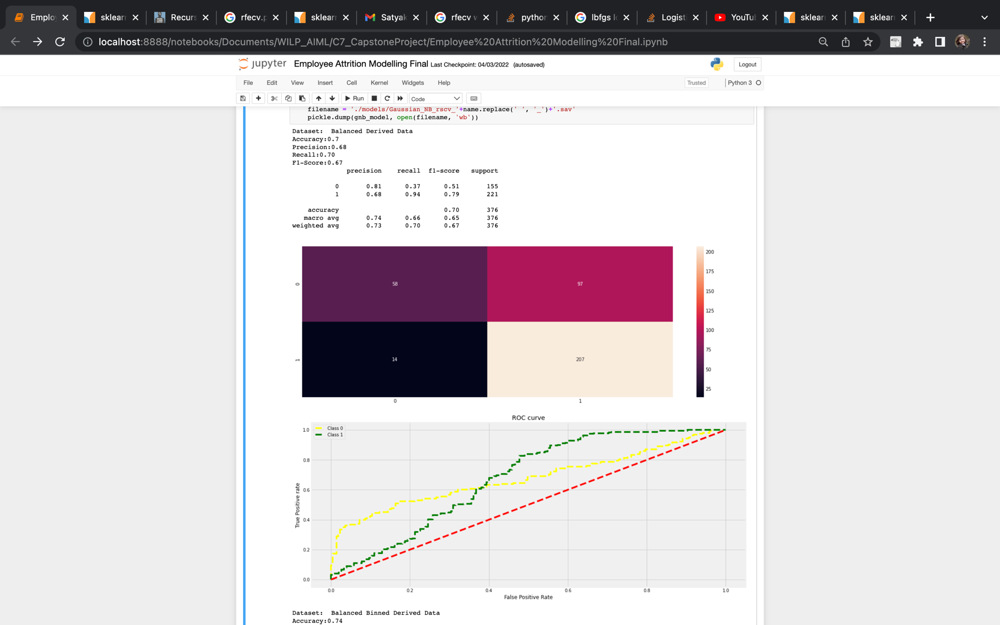 Emplo
sklearn
Recurs
rfecv.p
sklearn
Satyak
rfecv v
python
lbfgs lo
Logisti
YouTu
sklearn
sklearn
localhost:8888/notebooks/Documents/WILP_AIML/C7_CapstoneProject/Employee%20Attrition%20Modelling%20Final.ipynb
jupyter Employee Attrition Modelling Final Last Checkpoint: 04/03/2022 (autosaved)
Logout
File Edit View Insert Cell Kernel Widgets Help
Trusted Python 3
Run Code
filename = './models/Gaussian_NB_rscv_'+name.replace(' ', '_')+'.sav'
pickle.dump(gnb_model, open(filename, 'wb'))
Dataset: Balanced Derived Data
Accuracy:0.7
Precision:0.68
Recall:0.70
F1-Score:0.67
precision recall f1-score support
0 0.81 0.37 0.51 155
1 0.68 0.94 0.79 221
accuracy 0.70 376
macro avg 0.74 0.66 0.65 376
weighted avg 0.73 0.70 0.67 376
0
58
97
1
14
207
0
1
200
175
150
125
100
75
50
25
ROC curve
Class 0
Class 1
1.0
0.8
0.6
0.4
0.2
0.0
True Positive rate
0.0 0.2 0.4 0.6 0.8 1.0
False Positive Rate
Dataset: Balanced Binned Derived Data
Accuracy:0.74